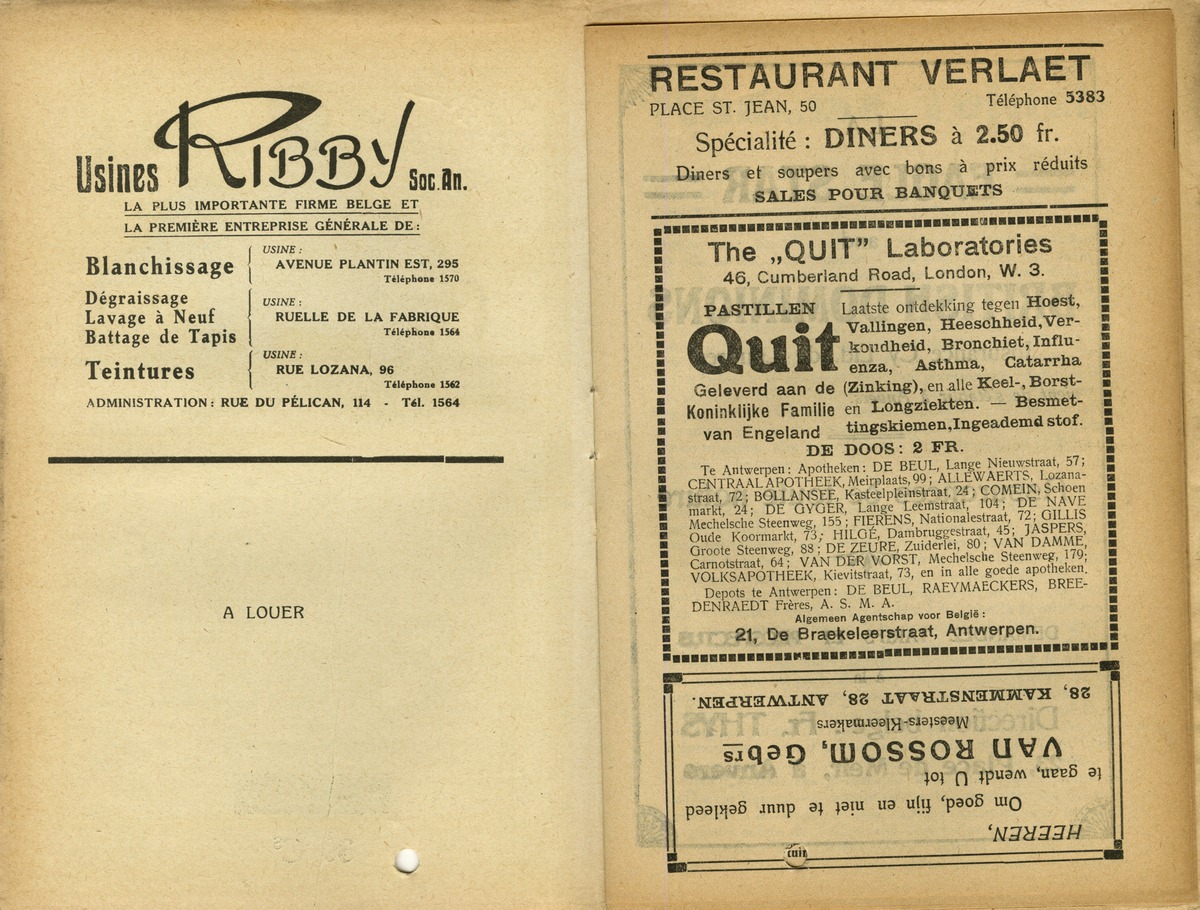 Usines RIBBY Soc. An.
LA PLUS IMPORTANTE FIRME BELGE ET
LA PREMIÈRE ENTREPRISE GÉNÉRALE DE :
Blanchissage
USINE :
AVENUE PLANTIN EST, 295
Téléphone 1570
Dégraissage
Lavage à Neuf
Battage de Tapis
USINE :
RUELLE DE LA FABRIQUE
Téléphone 1564
Teintures
USINE :
RUE LOZANA, 96
Téléphone 1562
ADMINISTRATION : RUE DU PÉLICAN, 114 - Tél. 1564
A LOUER
RESTAURANT VERLAET
PLACE ST. JEAN, 50 Téléphone 5383
Spécialité : DINERS à 2.50 fr.
Diners et soupers avec bons à prix réduits
SALES POUR BANQUETS
The „QUIT” Laboratories
46, Cumberland Road, London, W. 3.
PASTILLEN
Quit
Geleverd aan de
Koninklijke Familie
van Engeland
Laatste ontdekking tegen Hoest,
Vallingen, Heeschheid, Ver-
koudheid, Bronchiet, Influ-
enza, Asthma, Catarrha
(Zinking), en alle Keel-, Borst-
en Longziekten. — Besmet-
tingskiemen, Ingeademd stof.
DE DOOS : 2 FR.
Te Antwerpen : Apotheken : DE BEUL, Lange Nieuwstraat, 57 ;
CENTRAAL APOTHEEK, Meirplaats, 99 ; ALLEWAERTS, Lozana-
straat, 72 ; BOLLANSEE, Kasteelpleinstraat, 24 ; COMEIN, Schoen
markt, 24 ; DE GYGER, Lange Leemstraat, 104 ; DE NAVE
Mechelsche Steenweg, 155 ; FIERENS, Nationalestraat, 72 ; GILLIS
Oude Koormarkt, 73 ; HILGÉ, Dambruggestraat, 45 ; JASPERS,
Groote Steenweg, 88 ; DE ZEURE, Zuiderlei, 80 ; VAN DAMME,
Carnotstraat, 64 ; VAN DER VORST, Mechelsche Steenweg, 179 ;
VOLKSAPOTHEEK, Kievitstraat, 73, en in alle goede apotheken.
Depots te Antwerpen : DE BEUL, RAEYMAECKERS, BREE-
DENRAEDT Frères, A. S. M. A.
Algemeen Agentschap voor België :
21, De Braekeleerstraat, Antwerpen.
HEEREN,
Om goed, fijn en niet te duur gekleed
te gaan, wendt U tot
VAN ROSSOM, Gebrs
Meesters-Kleermakers
28, KAMMENSTRAAT 28, ANTWERPEN.